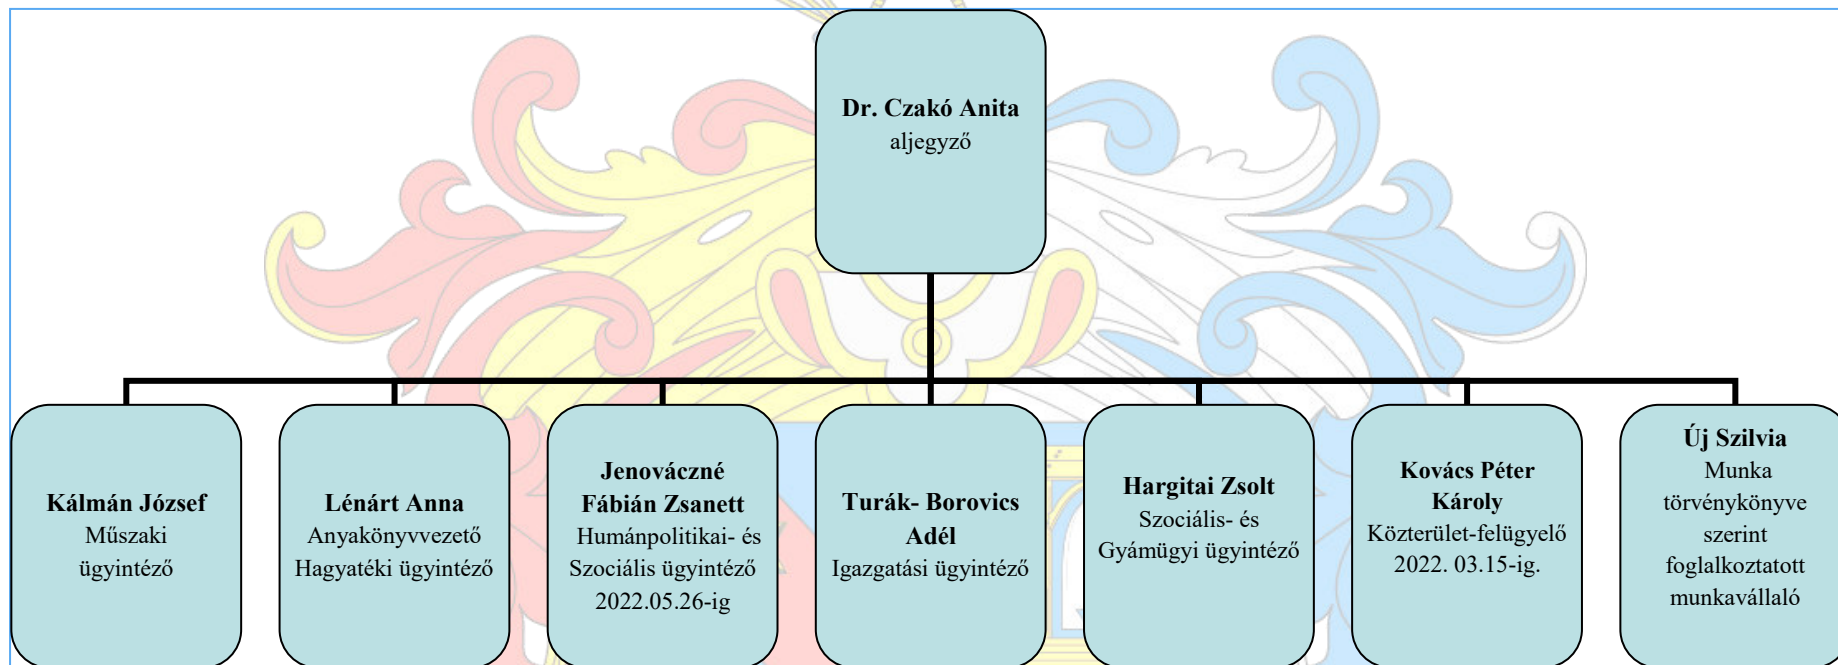 Dr. Czakó Anita
aljegyző
Kálmán József
Műszaki
ügyintéző
Lénárt Anna
Anyakönyvvezető
Hagyatéki ügyintéző
Jenováczné
Fábián Zsanett
Humánpolitikai- és
Szociális ügyintéző
2022.05.26-ig
Turák- Borovics
Adél
Igazgatási ügyintéző
Hargitai Zsolt
Szociális- és
Gyámügyi ügyintéző
Kovács Péter
Károly
Közterület-felügyelő
2022. 03.15-ig.
Új Szilvia
Munka
törvénykönyve
szerint
foglalkoztatott
munkavállaló